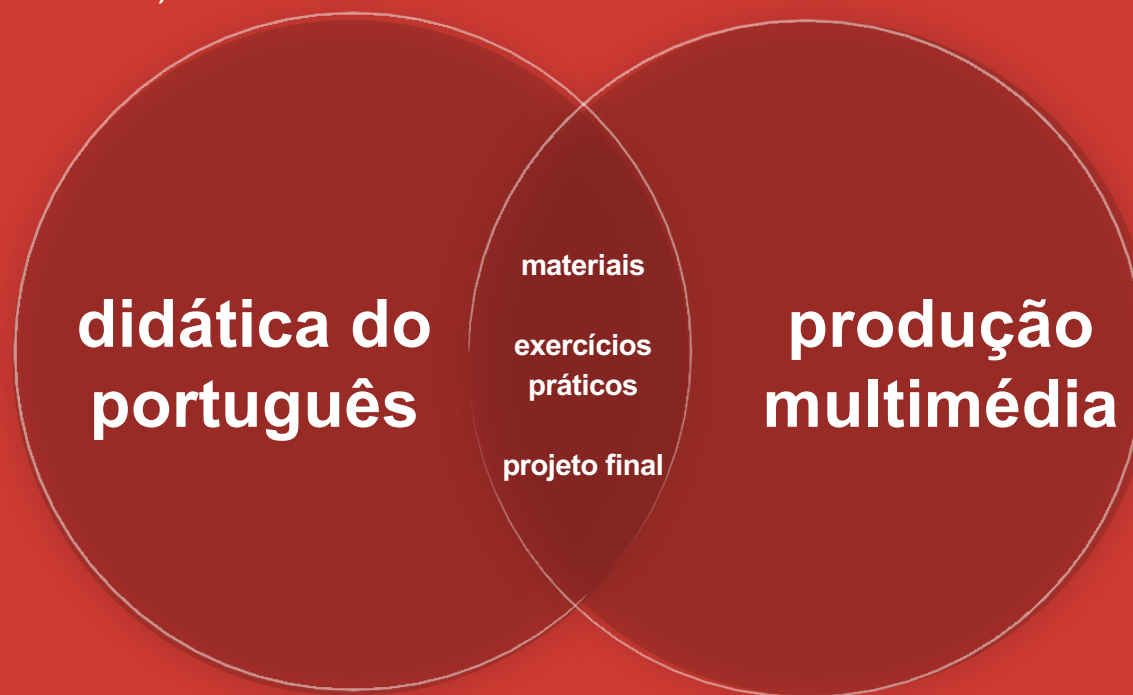 didática do
português
materiais
exercícios
práticos
projeto final
produção
multimédia